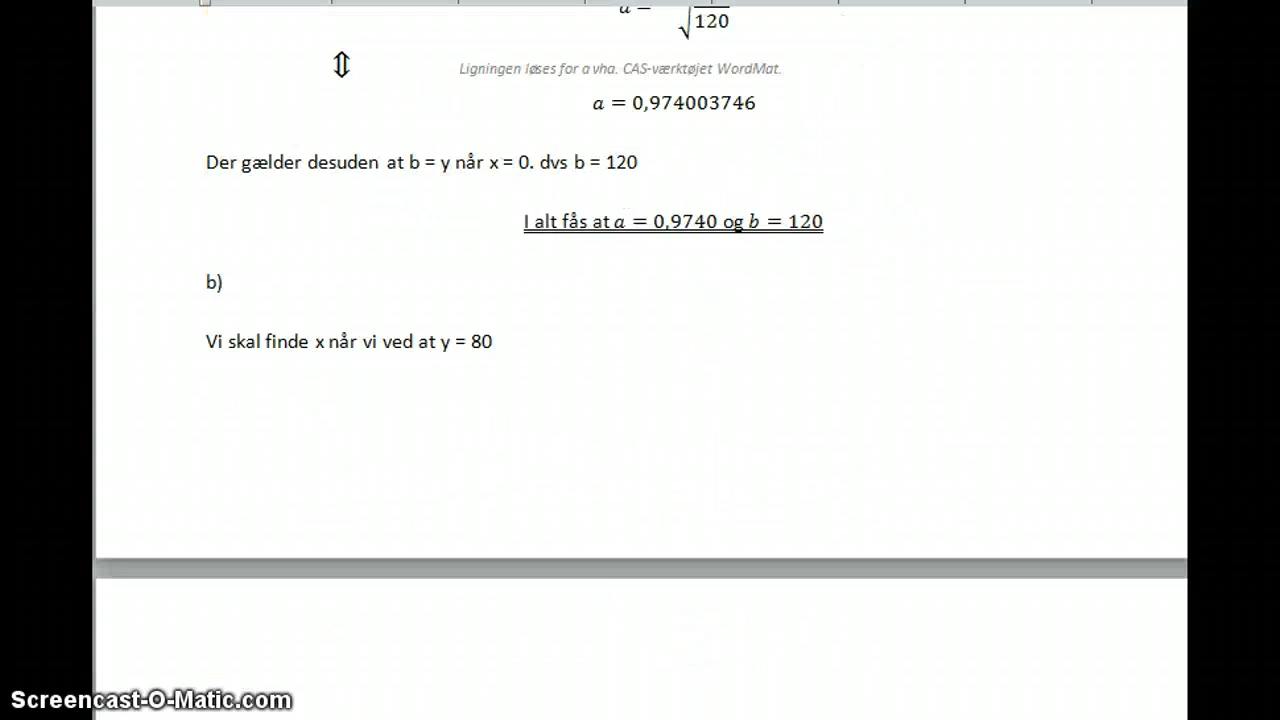 120
⇕ Ligningen løses for a vha. CAS-værktøjet WordMat.
a = 0,974003746
Der gælder desuden at b = y når x = 0. dvs b = 120
I alt fås at a = 0,9740 og b = 120
b)
Vi skal finde x når vi ved at y = 80
Screencast-O-Matic.com